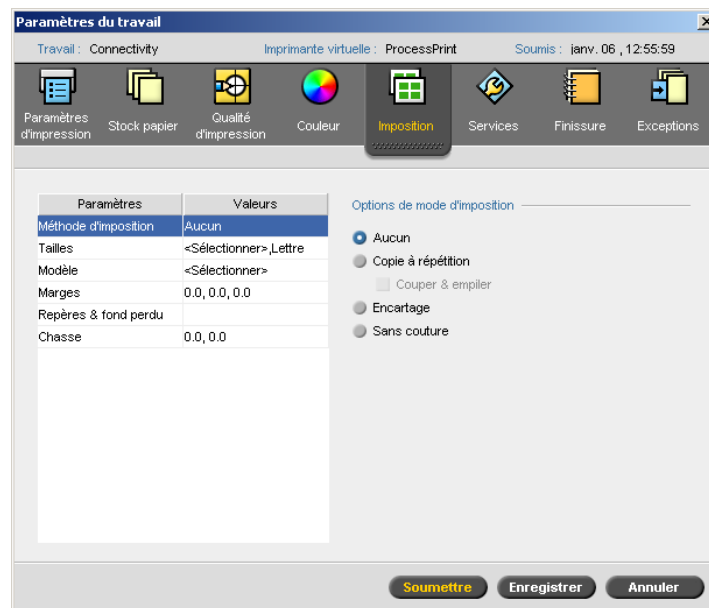 Paramètres du travail
Travail : Connectivity Imprimante virtuelle : ProcessPrint Soumis : janv. 06 , 12:55:59
Paramètres d'impression
Stock papier
Qualité d'impression
Couleur
Imposition
Services
Finissure
Exceptions
Paramètres Valeurs
Méthode d'imposition Aucun
Tailles <Sélectionner>,Lettre
Modèle <Sélectionner>
Marges 0.0, 0.0, 0.0
Repères & fond perdu
Chasse 0.0, 0.0
Options de mode d'imposition
Aucun
Copie à répétition
Couper & empiler
Encartage
Sans couture
Soumettre Enregistrer Annuler